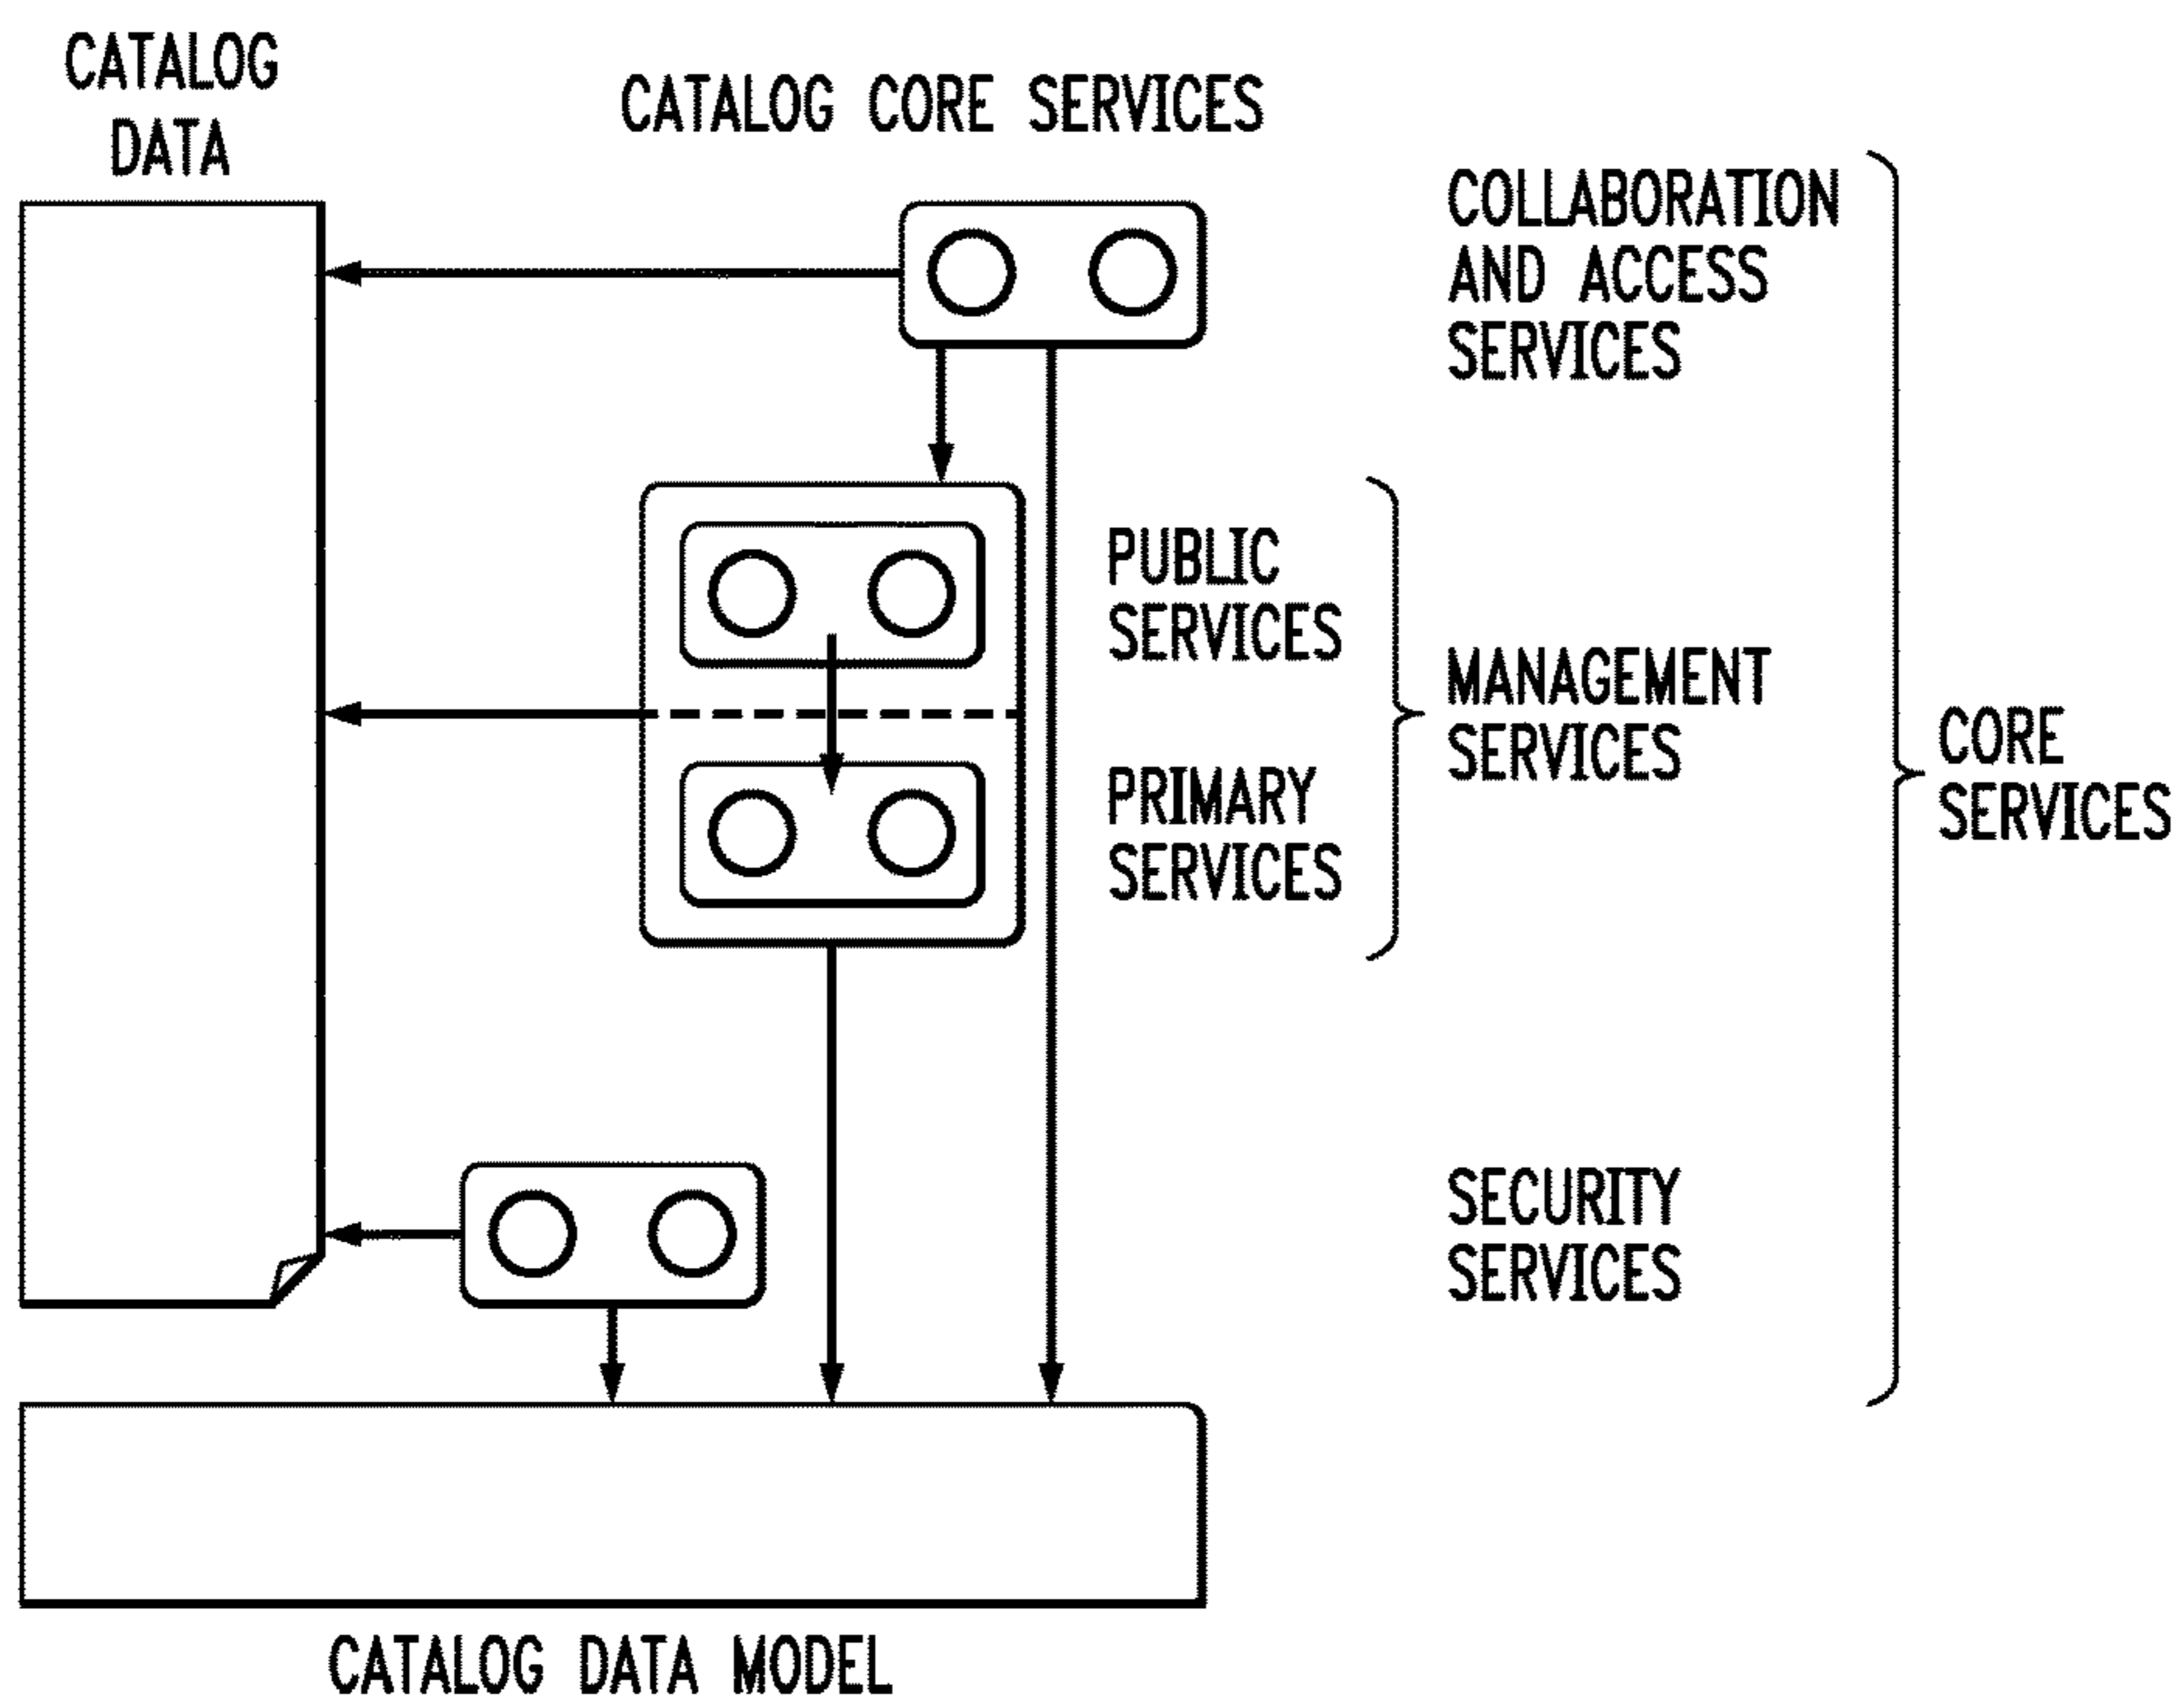 CATALOG
DATA
CATALOG CORE SERVICES
COLLABORATION
AND ACCESS
SERVICES
PUBLIC
SERVICES
PRIMARY
SERVICES
MANAGEMENT
SERVICES
CORE
SERVICES
SECURITY
SERVICES
CATALOG DATA MODEL